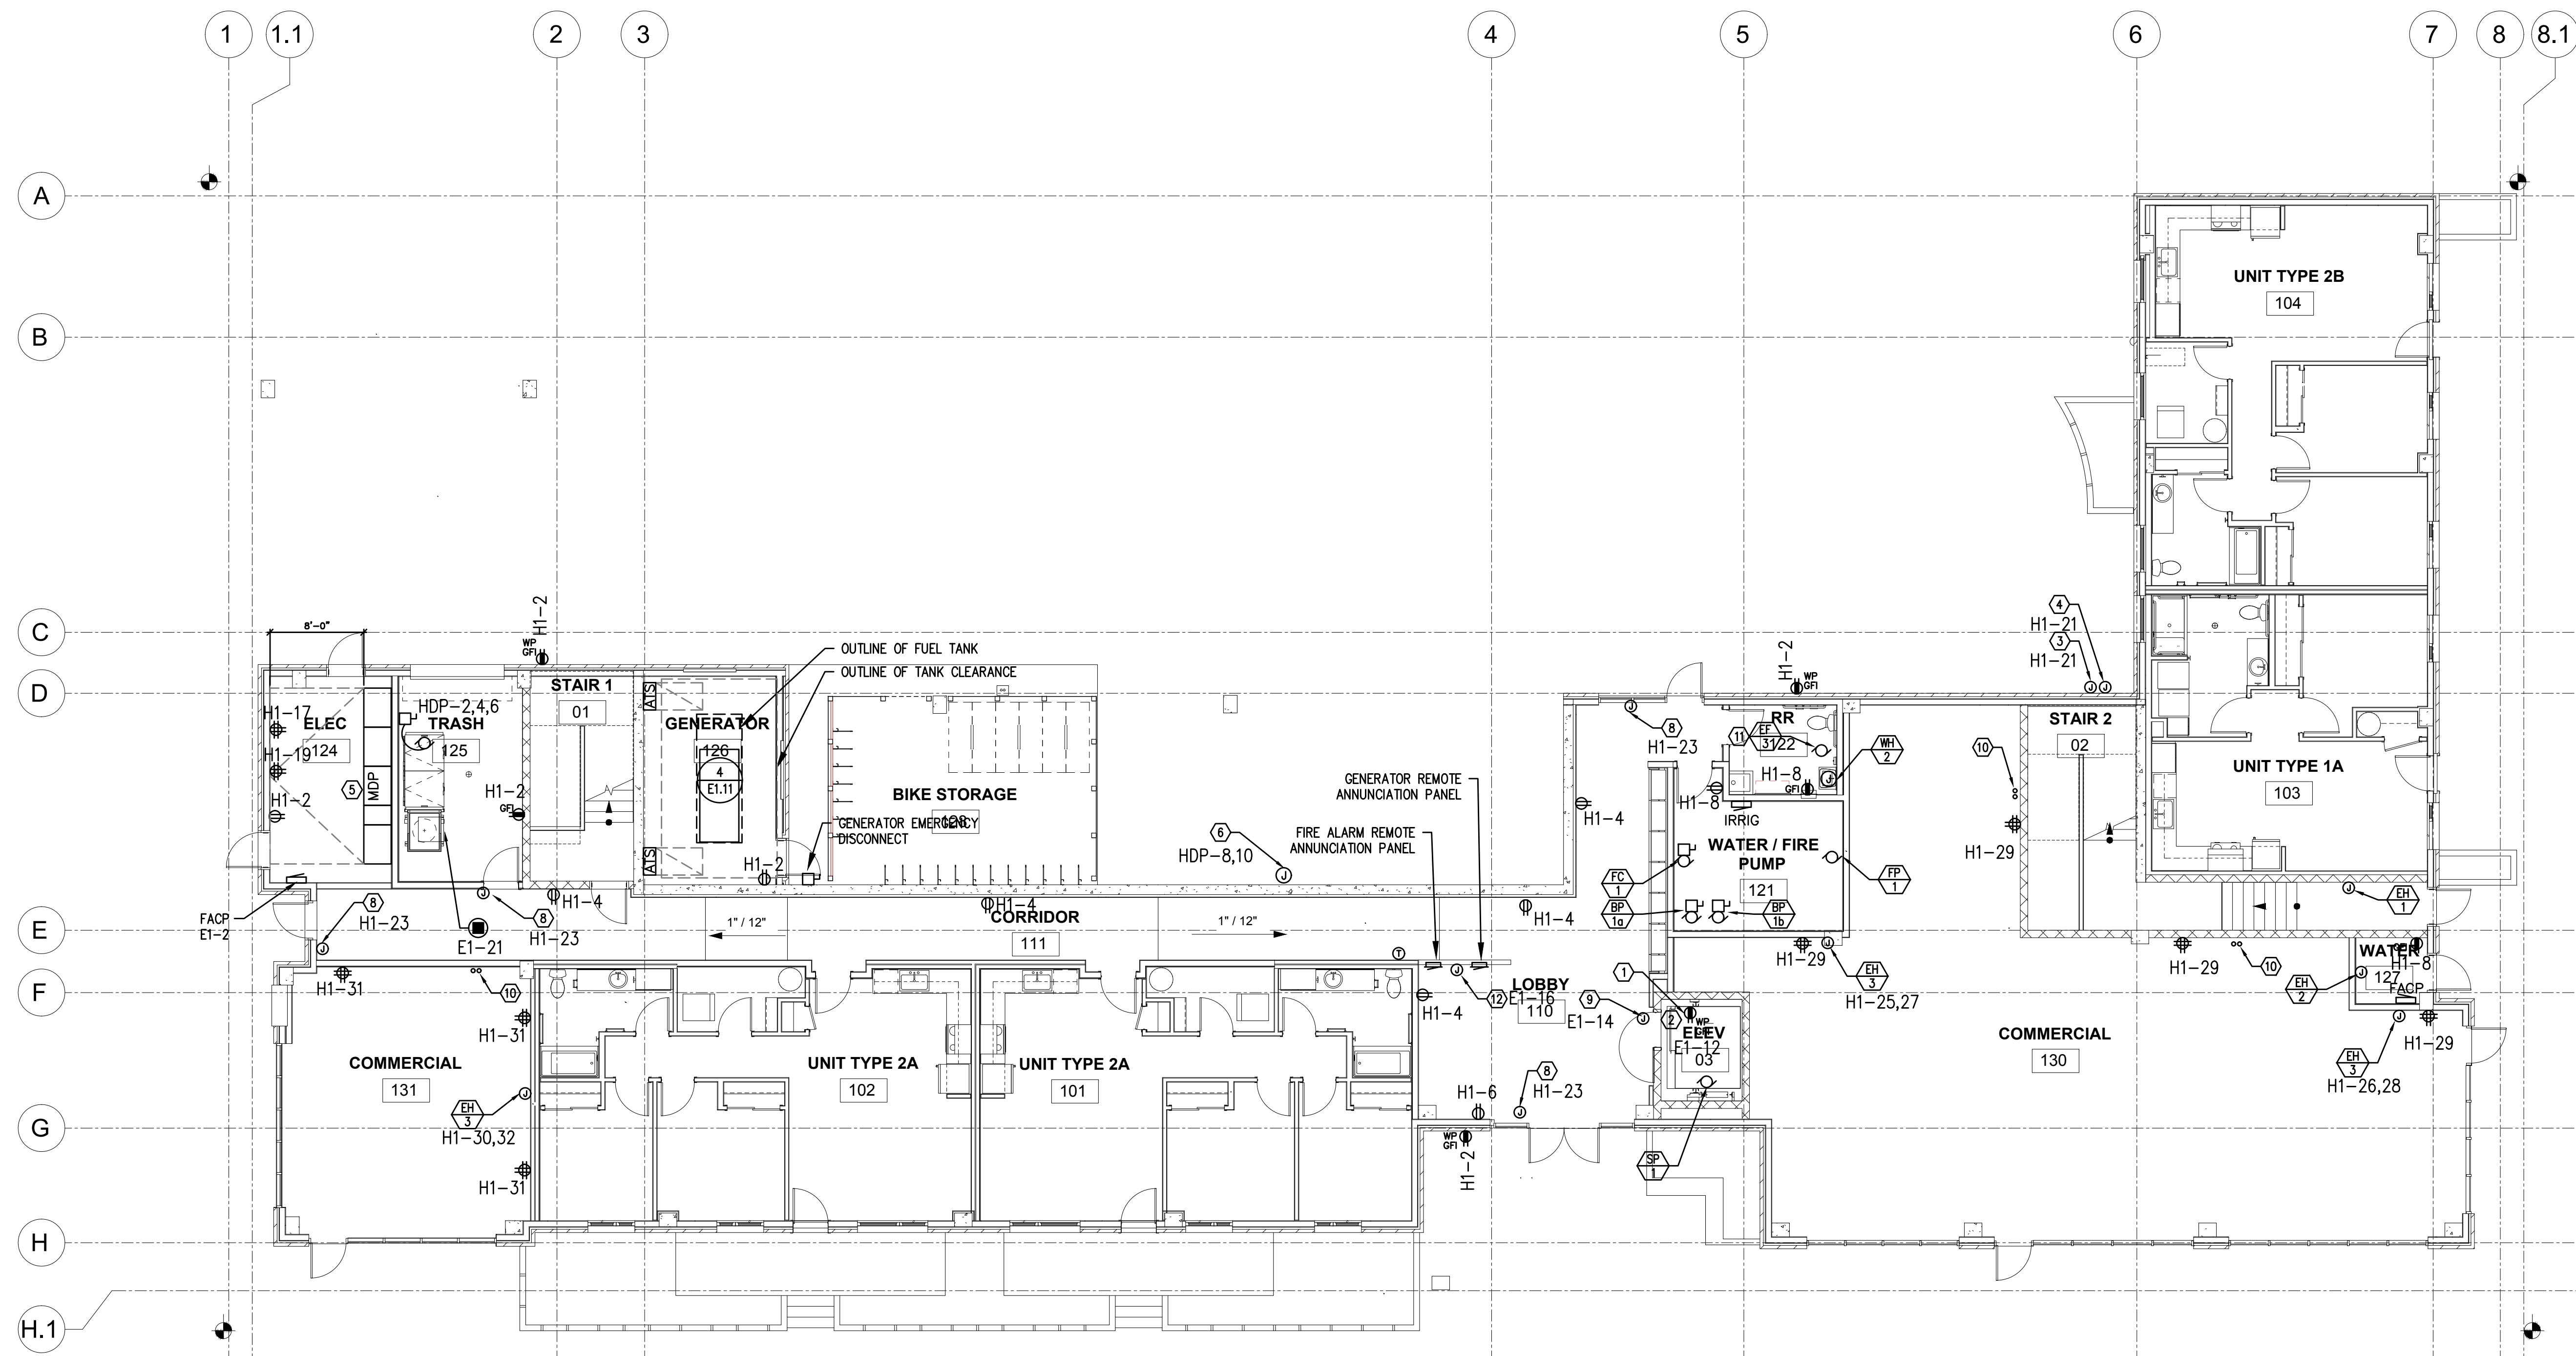 1
1.1
2
3
4
5
6
7
8
8.1
A
B
C
D
E
F
G
H
H.1
UNIT TYPE 2B
104
8'-0"
WP
GFI
H1-2
OUTLINE OF FUEL TANK
OUTLINE OF TANK CLEARANCE
4
H1-21
3
H1-21
WP
GFI
H1-2
H1-17
ELEC
124
H1-19
H1-2
5
MDP
HDP-2,4,6
TRASH
125
H1-2
GFI
STAIR 1
01
ATS
GENERATOR
126
4
E1.11
ATS
H1-2
BIKE STORAGE
128
GENERATOR EMERGENCY
DISCONNECT
6
HDP-8,10
GENERATOR REMOTE
ANNUNCIATION PANEL
FIRE ALARM REMOTE
ANNUNCIATION PANEL
8
H1-23
RR
122
11
EF
3
WH
2
H1-8
GFI
H1-8
IRRIG
H1-4
WATER / FIRE
PUMP
121
FC
1
FP
1
BP
1a
BP
1b
10
H1-29
STAIR 2
02
UNIT TYPE 1A
103
EH
1
FACP
E1-2
8
H1-23
E1-21
8
H1-23
H1-4
1" / 12"
H1-4
CORRIDOR
111
1" / 12"
H1-4
T
H1-29
EH
3
H1-25,27
H1-29
10
WATER
127
GFI
H1-8
EH
2
FACP
H1-31
10
H1-31
COMMERCIAL
131
EH
3
H1-30,32
H1-31
UNIT TYPE 2A
102
UNIT TYPE 2A
101
H1-4
12
E1-16
LOBBY
110
9
E1-14
1
2
WP
GFI
ELEV
E1-12
03
H1-6
8
H1-23
WP
GFI
H1-2
SP
1
COMMERCIAL
130
EH
3
H1-26,28
H1-29